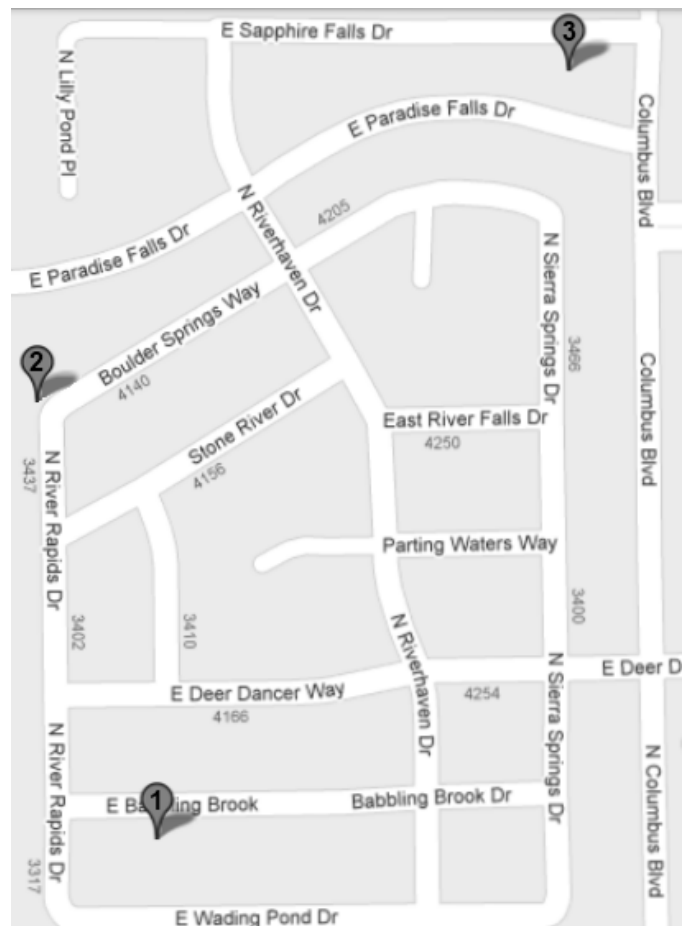 E Sapphire Falls Dr
3
N Lilly Pond Pl
E Paradise Falls Dr
Columbus Blvd
4205
N Riverhaven Dr
E Paradise Falls Dr
N Sierra Springs Dr
Boulder Springs Way
4140
2
3466
Columbus Blvd
Stone River Dr
4156
East River Falls Dr
4250
3437
N River Rapids Dr
Parting Waters Way
3400
3402
3410
N Riverhaven Dr
E Deer Dancer Way
4166
4254
E Deer D
N Sierra Springs Dr
N River Rapids Dr
N Columbus Blvd
1
Babbling Brook Dr
E Brook
3317
E Wading Pond Dr